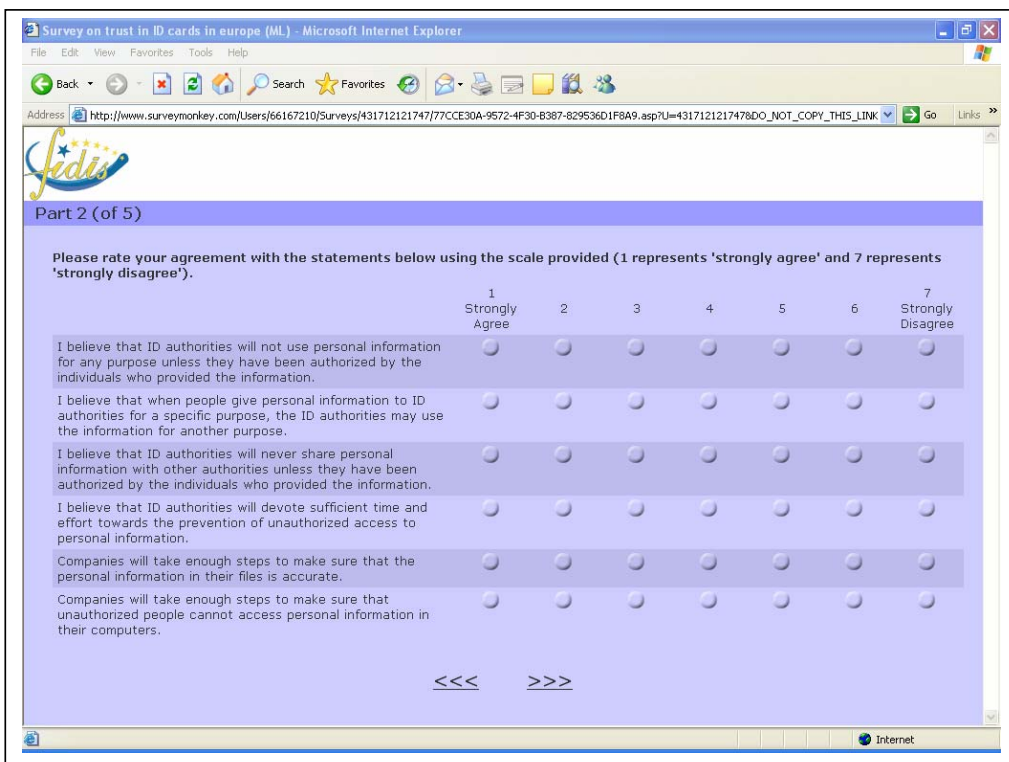 Survey on trust in ID cards in europe (ML) - Microsoft Internet Explorer
File Edit View Favorites Tools Help
Back Search Favorites
Address http://www.surveymonkey.com/Users/66167210/Surveys/431712121747/77CCE30A-9572-4F30-B387-829536D1F8A9.asp?U=431712121747&DO_NOT_COPY_THIS_LINK Go Links »
fidis
Part 2 (of 5)
Please rate your agreement with the statements below using the scale provided (1 represents 'strongly agree' and 7 represents
'strongly disagree').
1 7
Strongly 2 3 4 5 6 Strongly
Agree Disagree
I believe that ID authorities will not use personal information
for any purpose unless they have been authorized by the
individuals who provided the information.
I believe that when people give personal information to ID
authorities for a specific purpose, the ID authorities may use
the information for another purpose.
I believe that ID authorities will never share personal
information with other authorities unless they have been
authorized by the individuals who provided the information.
I believe that ID authorities will devote sufficient time and
effort towards the prevention of unauthorized access to
personal information.
Companies will take enough steps to make sure that the
personal information in their files is accurate.
Companies will take enough steps to make sure that
unauthorized people cannot access personal information in
their computers.
<<< >>>
Internet